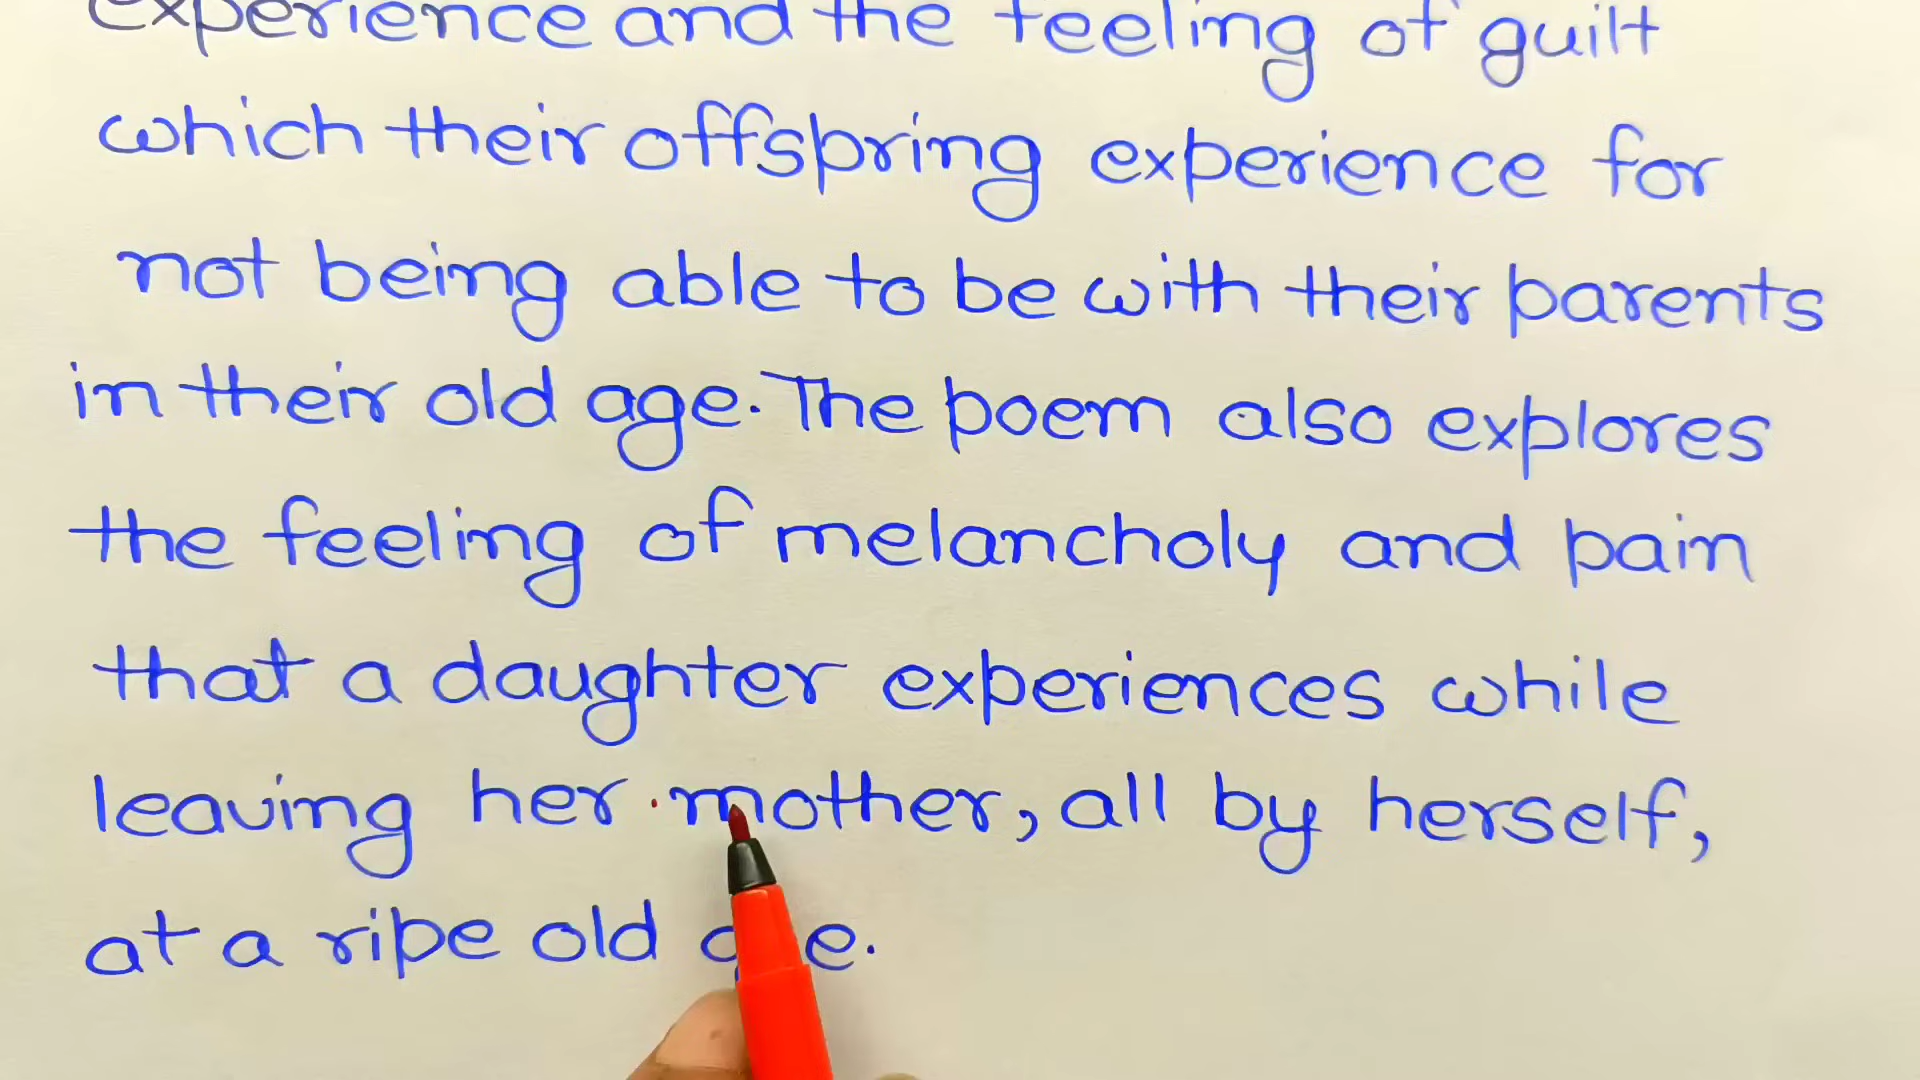 experience and the feeling of guilt
which their offspring experience for
not being able to be with their parents
in their old age. The poem also explores
the feeling of melancholy and pain
that a daughter experiences while
leaving her mother, all by herself,
at a ripe old age.